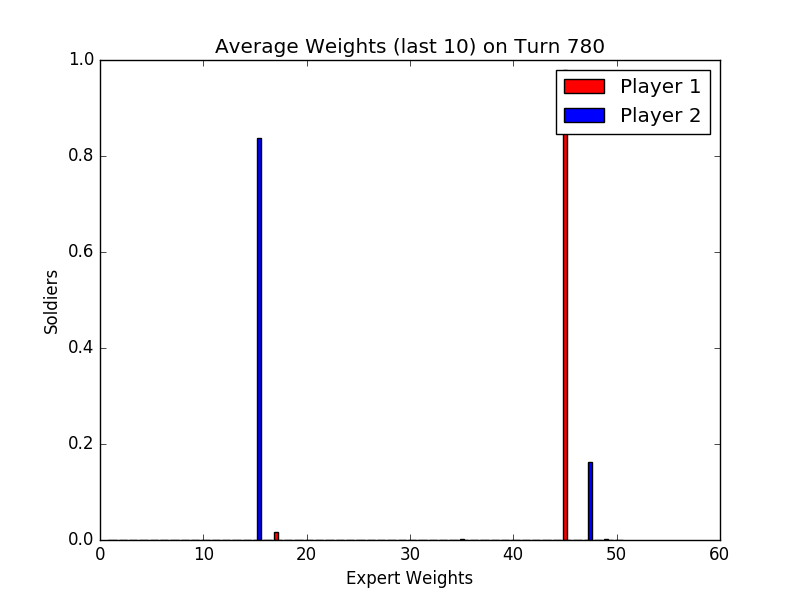 Average Weights (last 10) on Turn 780
1.0
0.8
0.6
0.4
0.2
0.0
Soldiers
Player 1
Player 2
0 10 20 30 40 50 60
Expert Weights